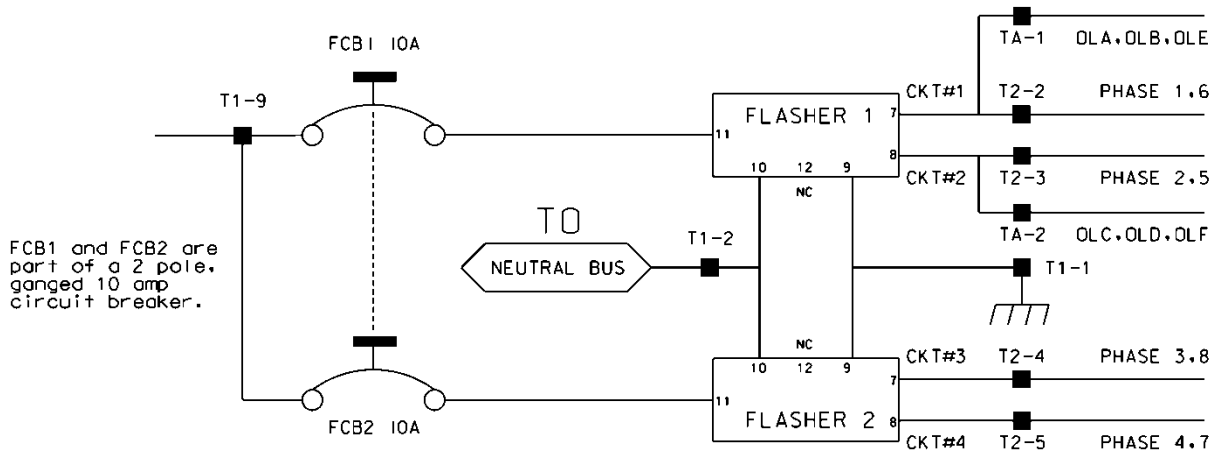 TA-1 OLA,OLB,OLE
FCB1 10A
T1-9
CKT#1 T2-2 PHASE 1,6
FLASHER 1 7
11
8
10 12 9
NC
CKT#2 T2-3 PHASE 2,5
TA-2 OLC,OLD,OLF
TO
NEUTRAL BUS
T1-2
T1-1
FCB1 and FCB2 are
part of a 2 pole,
ganged 10 amp
circuit breaker.
NC
10 12 9
CKT#3 T2-4 PHASE 3,8
7
11
FLASHER 2 8
FCB2 10A
CKT#4 T2-5 PHASE 4,7